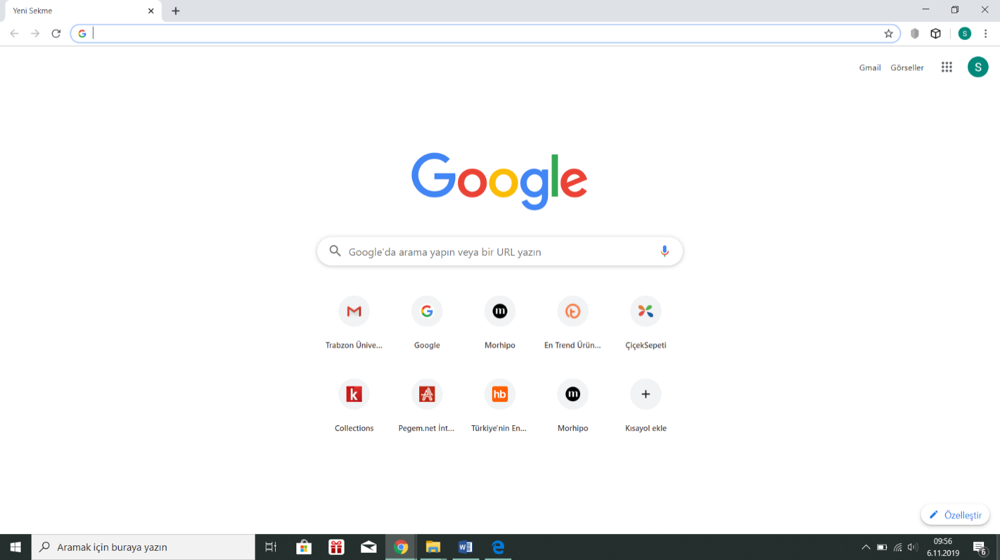 Yeni Sekme
Gmail Görseller
S
S
Google
Google'da arama yapın veya bir URL yazın
Trabzon Ünive... Google Morhipo En Trend Ürün... ÇiçekSepeti
k hb
Collections Pegem.net İnt... Türkiye'nin En... Morhipo Kısayol ekle
Özelleştir
Aramak için buraya yazın
09:56
6.11.2019
6